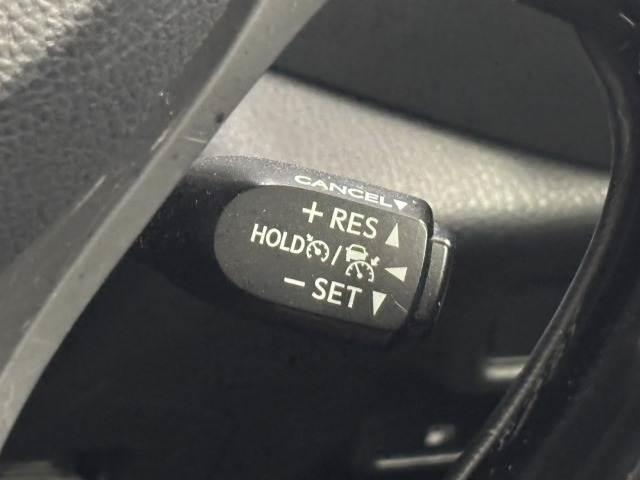 CANCEL▼
+ RES ▲
HOLD / ◀
− SET ▼